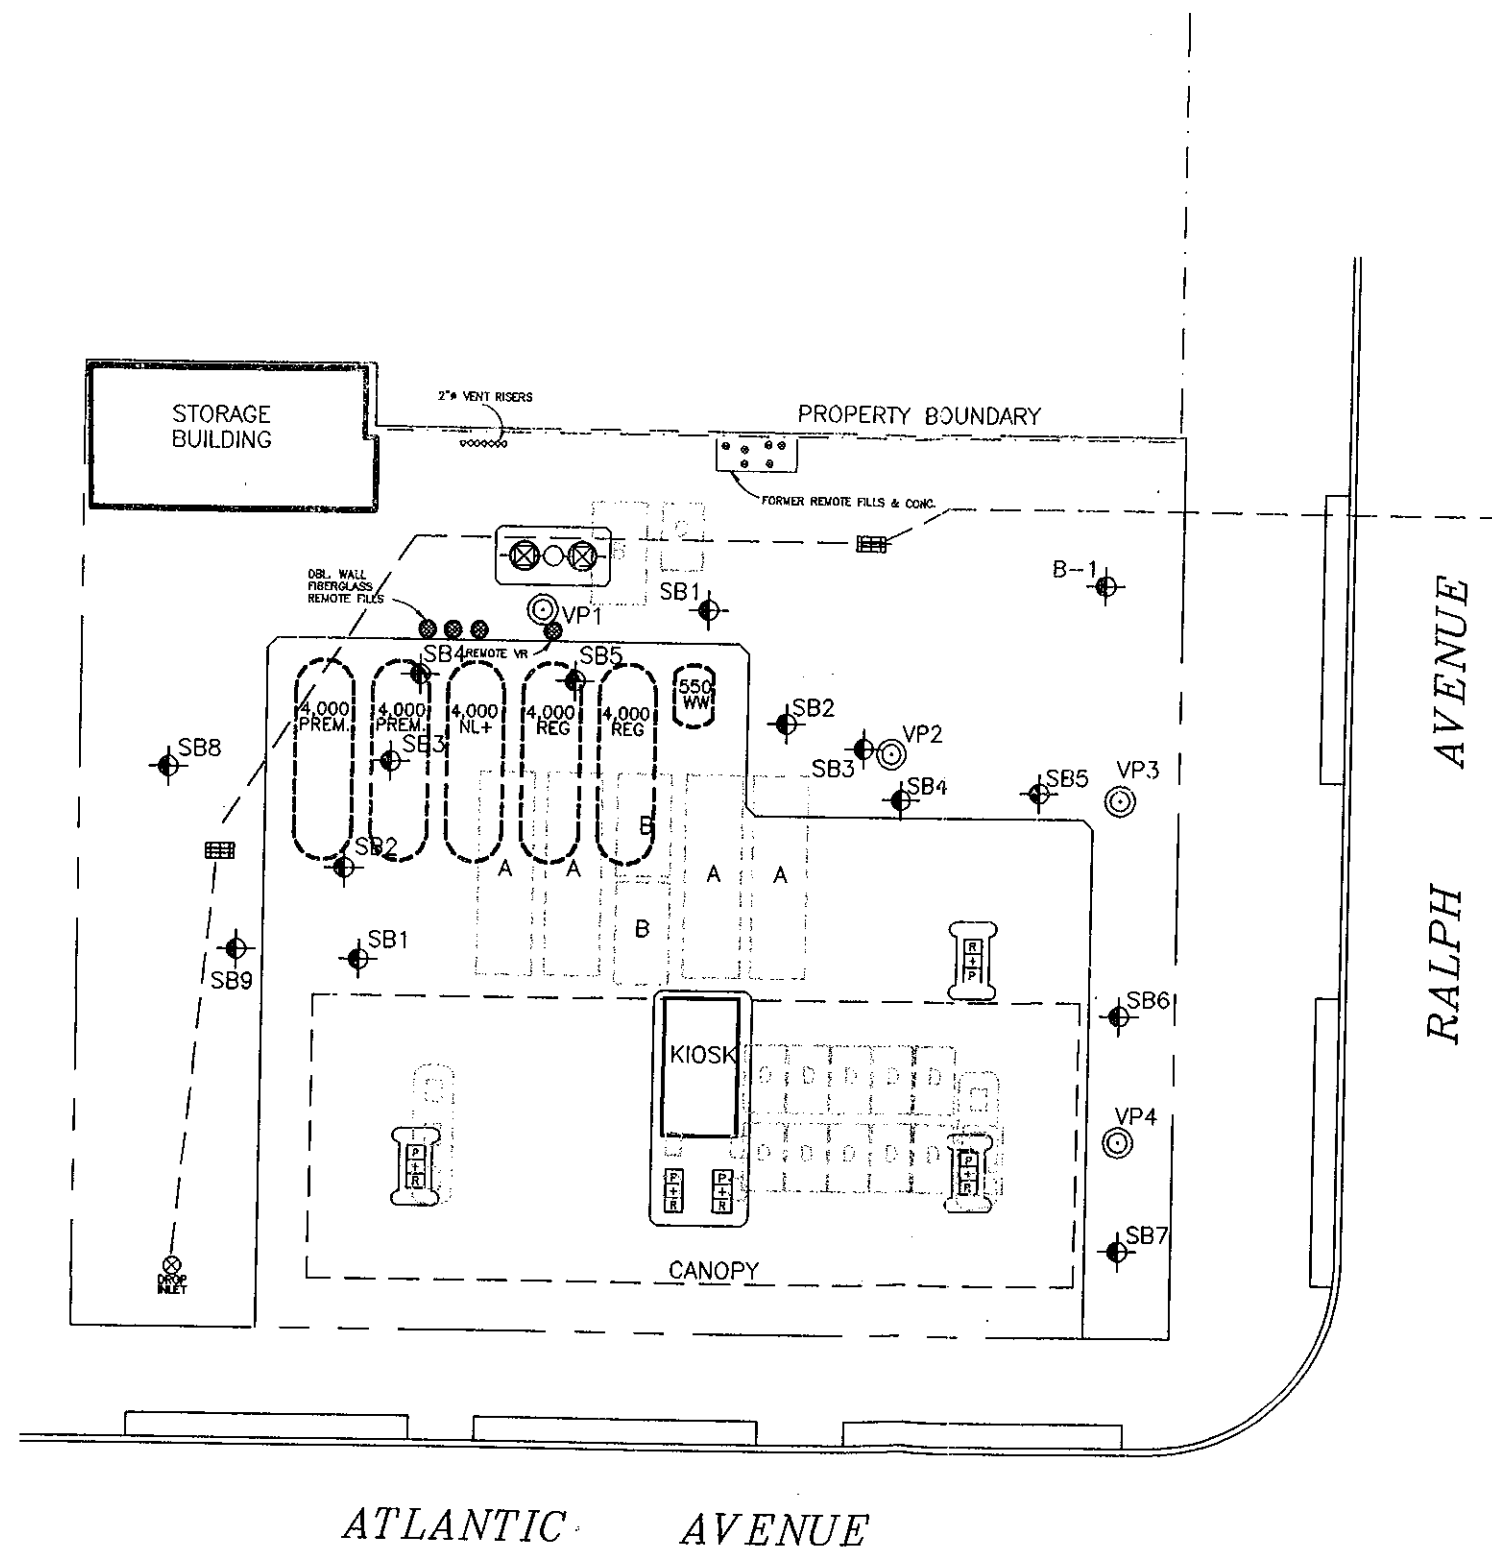 2"ø VENT RISERS
STORAGE
BUILDING
PROPERTY BOUNDARY
FORMER REMOTE FILLS & CONC.
B
C
DBL. WALL
FIBERGLASS
REMOTE FILLS
B-1
SB1
VP1
SB4
REMOTE VR
SB5
4,000
PREM.
4,000
PREM.
4,000
NL+
4,000
REG
4,000
REG
550
WW
SB2
SB8
SB3
SB3
VP2
VP3
SB4
SB5
B
SB2
A
A
A
A
B
SB1
SB9
R
+
P
SB6
KIOSK
D
D
D
D
D
VP4
D
D
D
D
D
P
+
R
P
+
R
P
+
R
P
+
R
SB7
CANOPY
DROP
INLET
RALPH AVENUE
ATLANTIC AVENUE